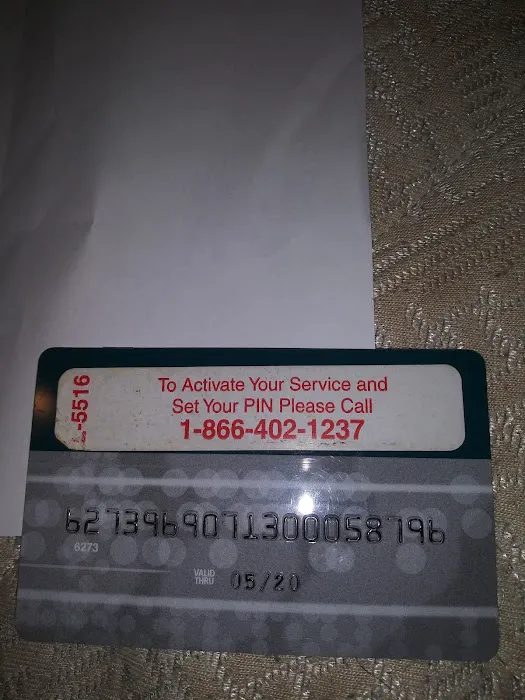 -5516
To Activate Your Service and
Set Your PIN Please Call
1-866-402-1237
6273969071300058796
6273
VALID
THRU 05/20